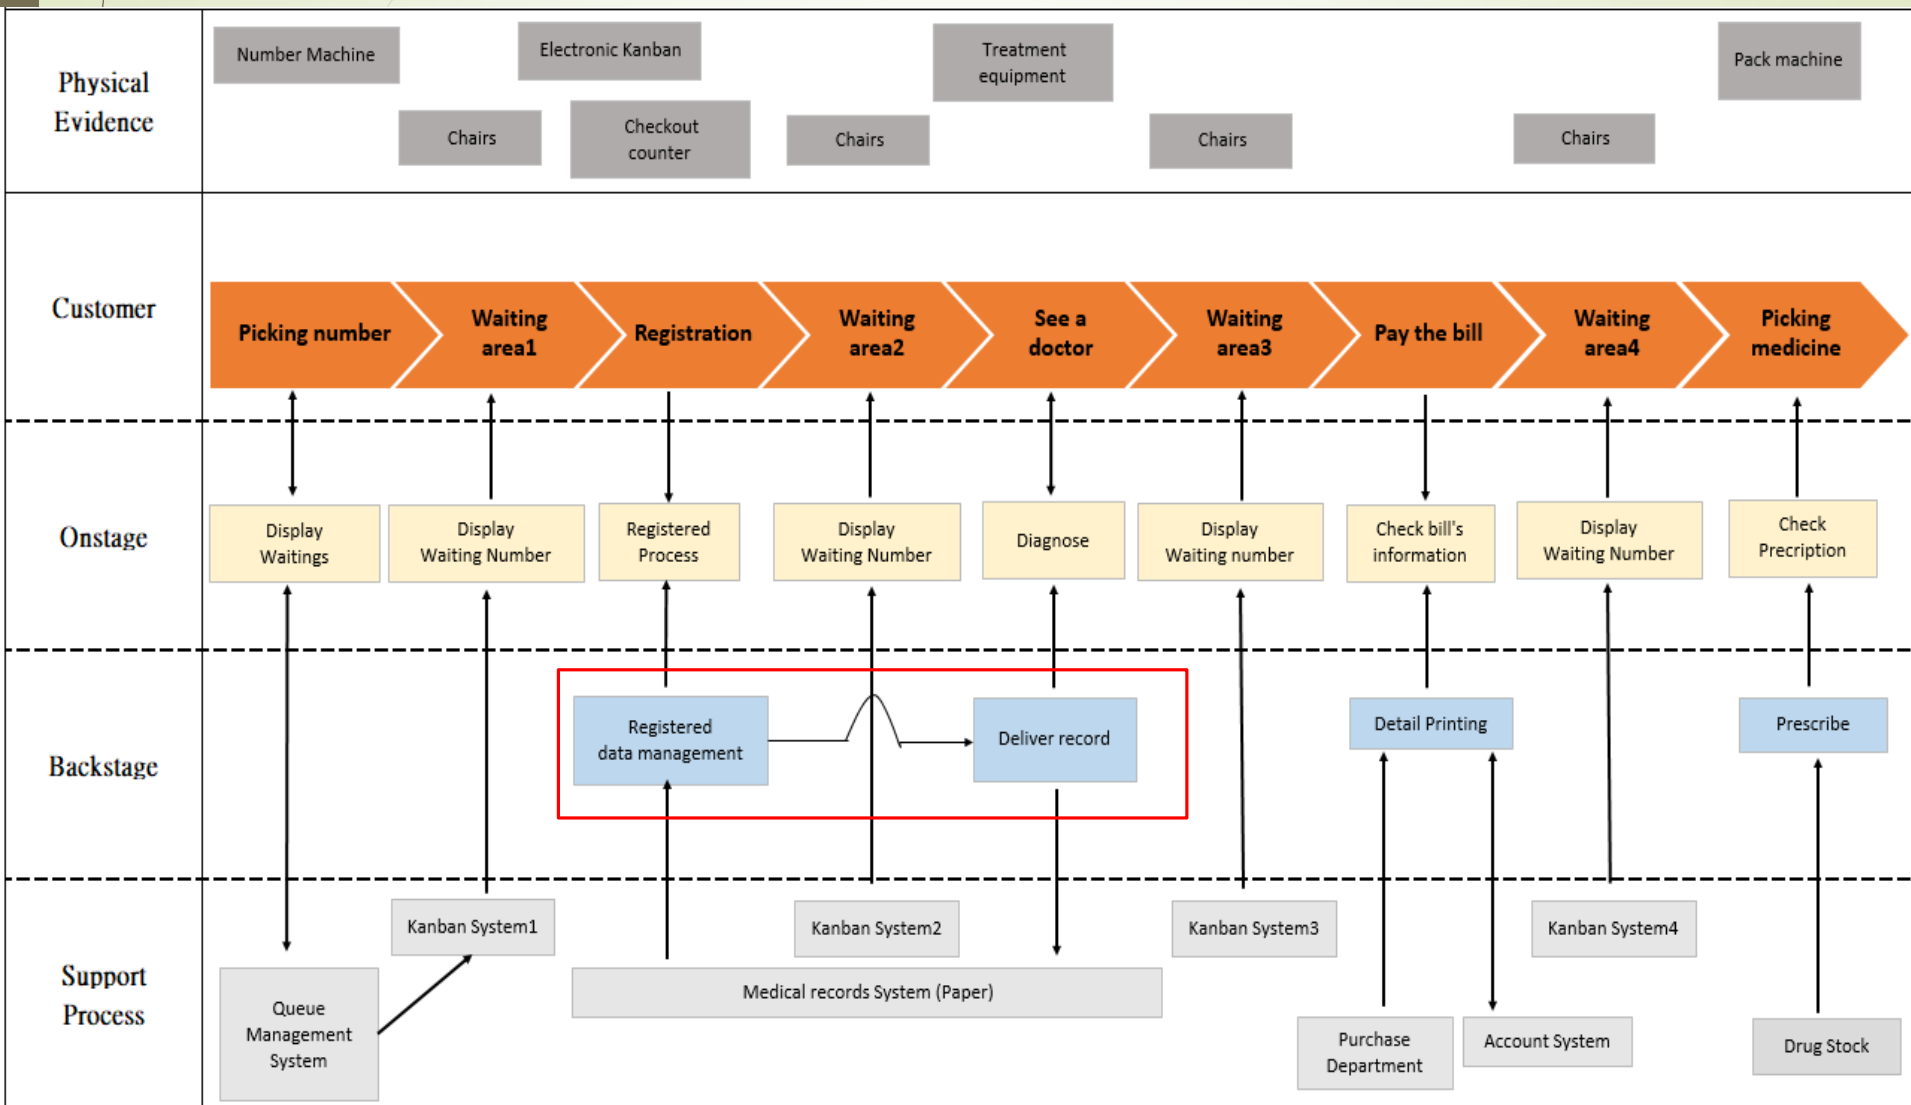 Physical
Evidence
Number Machine
Electronic Kanban
Treatment
equipment
Pack machine
Chairs
Checkout
counter
Chairs
Chairs
Chairs
Customer
Picking number
Waiting
area1
Registration
Waiting
area2
See a
doctor
Waiting
area3
Pay the bill
Waiting
area4
Picking
medicine
Onstage
Display
Waitings
Display
Waiting Number
Registered
Process
Display
Waiting Number
Diagnose
Display
Waiting number
Check bill's
information
Display
Waiting Number
Check
Precription
Backstage
Registered
data management
Deliver record
Detail Printing
Prescribe
Support
Process
Kanban System1
Kanban System2
Kanban System3
Kanban System4
Queue
Management
System
Medical records System (Paper)
Purchase
Department
Account System
Drug Stock